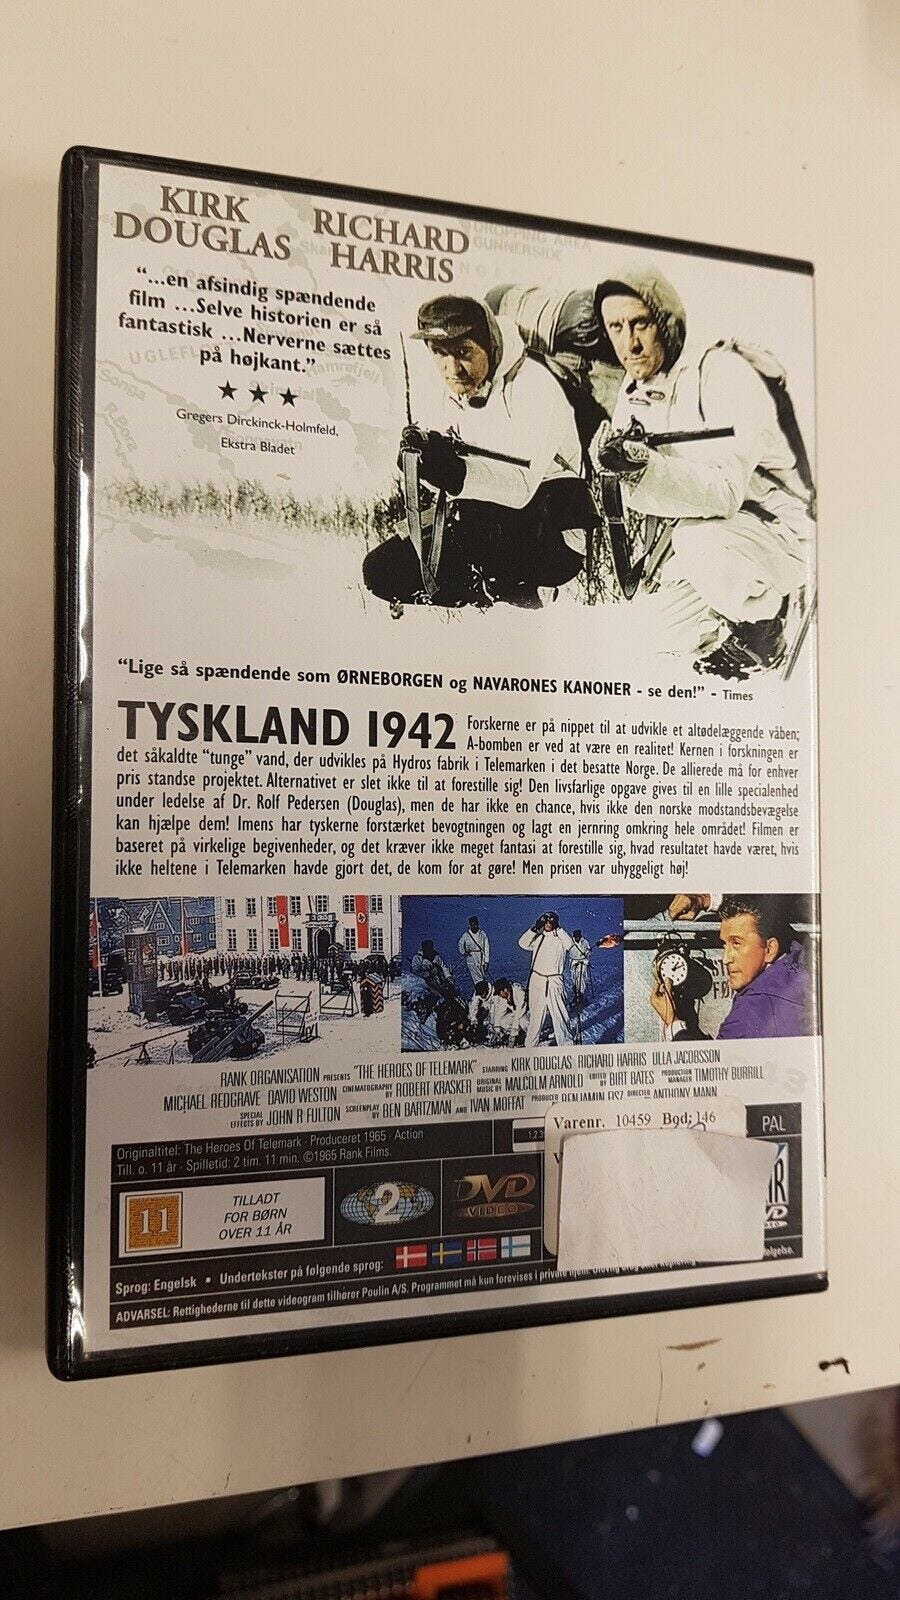 KIRK DOUGLAS
RICHARD HARRIS
DROPPING AREA
GUNNERSIDE
"...en afsindig spændende
film ...Selve historien er så
fantastisk ...Nerverne sættes
på højkant."
★ ★ ★
Gregers Dirckinck-Holmfeld,
Ekstra Bladet
Songa
"Lige så spændende som ØRNEBORGEN og NAVARONES KANONER - se den!" - Times
TYSKLAND 1942 Forskerne er på nippet til at udvikle et altødelæggende våben;
A-bomben er ved at være en realitet! Kernen i forskningen er
det såkaldte "tunge" vand, der udvikles på Hydros fabrik i Telemarken i det besatte Norge. De allierede må for enhver
pris standse projektet. Alternativet er slet ikke til at forestille sig! Den livsfarlige opgave gives til en lille specialenhed
under ledelse af Dr. Rolf Pedersen (Douglas), men de har ikke en chance, hvis ikke den norske modstandsbevægelse
kan hjælpe dem! Imens har tyskerne forstærket bevogtningen og lagt en jernring omkring hele området! Filmen er
baseret på virkelige begivenheder, og det kræver ikke meget fantasi at forestille sig, hvad resultatet havde været, hvis
ikke heltene i Telemarken havde gjort det, de kom for at gøre! Men prisen var uhyggeligt høj!
RANK ORGANISATION PRESENTS "THE HEROES OF TELEMARK" STARRING KIRK DOUGLAS RICHARD HARRIS ULLA JACOBSSON
MICHAEL REDGRAVE DAVID WESTON CINEMATOGRAPHY BY ROBERT KRASKER ORIGINAL MUSIC BY MALCOLM ARNOLD EDITED BY BIRT BATES PRODUCTION MANAGER TIMOTHY BURRILL
SPECIAL EFFECTS BY JOHN R FULTON SCREENPLAY BY BEN BARTZMAN AND IVAN MOFFAT PRODUCED BENJAMIN FISZ DIRECTED ANTHONY MANN
Originaltitel: The Heroes Of Telemark · Produceret 1965 · Action
Till. o. 11 år · Spilletid: 2 tim. 11 min. ©1965 Rank Films.
Varenr. 10459 Bod: 146
PAL
11
TILLADT
FOR BØRN
OVER 11 ÅR
2
DVD
VIDEO
Sprog: Engelsk • Undertekster på følgende sprog:
ADVARSEL: Rettighederne til dette videogram tilhører Poulin A/S. Programmet må kun forevises i private hjem.